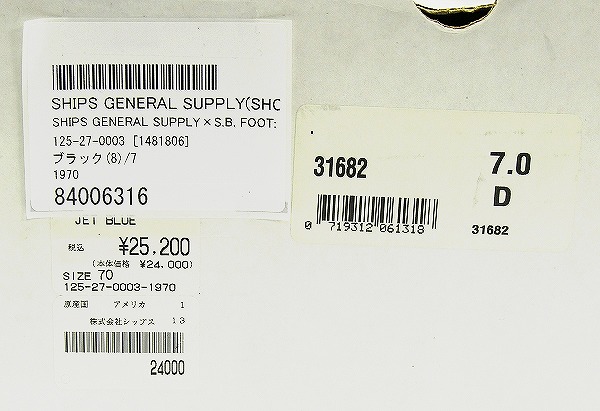 SHIPS GENERAL SUPPLY(SHO
SHIPS GENERAL SUPPLY×S.B. FOOT:
125-27-0003 [1481806]
ブラック(8)/7
1970
84006316
JET BLUE
税込 ¥25,200
(本体価格 ¥24,000)
SIZE 70
125-27-0003-1970
原産国 アメリカ 1
株式会社シップス 13
24000
31682
7.0
D
0 719312 061318
31682